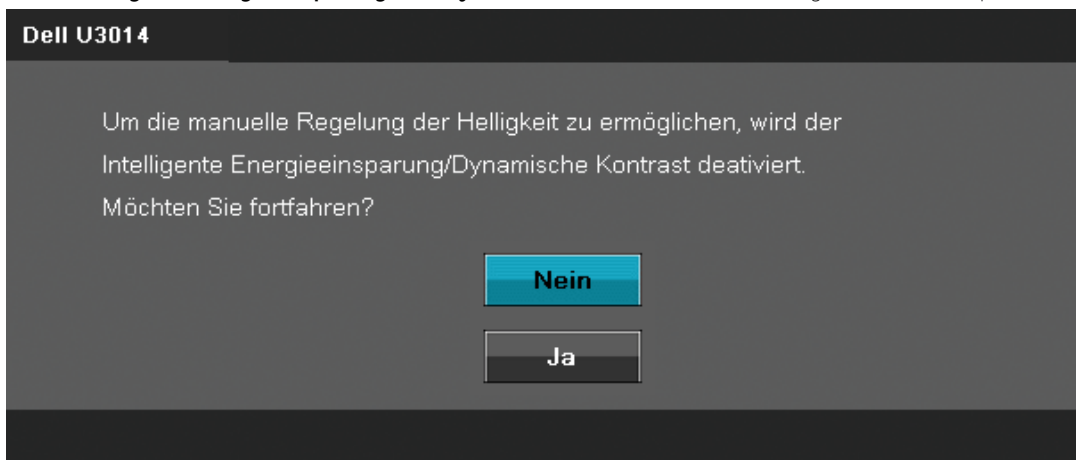 Dell U3014
Um die manuelle Regelung der Helligkeit zu ermöglichen, wird der
Intelligente Energieeinsparung/Dynamische Kontrast deativiert.
Möchten Sie fortfahren?
Nein
Ja